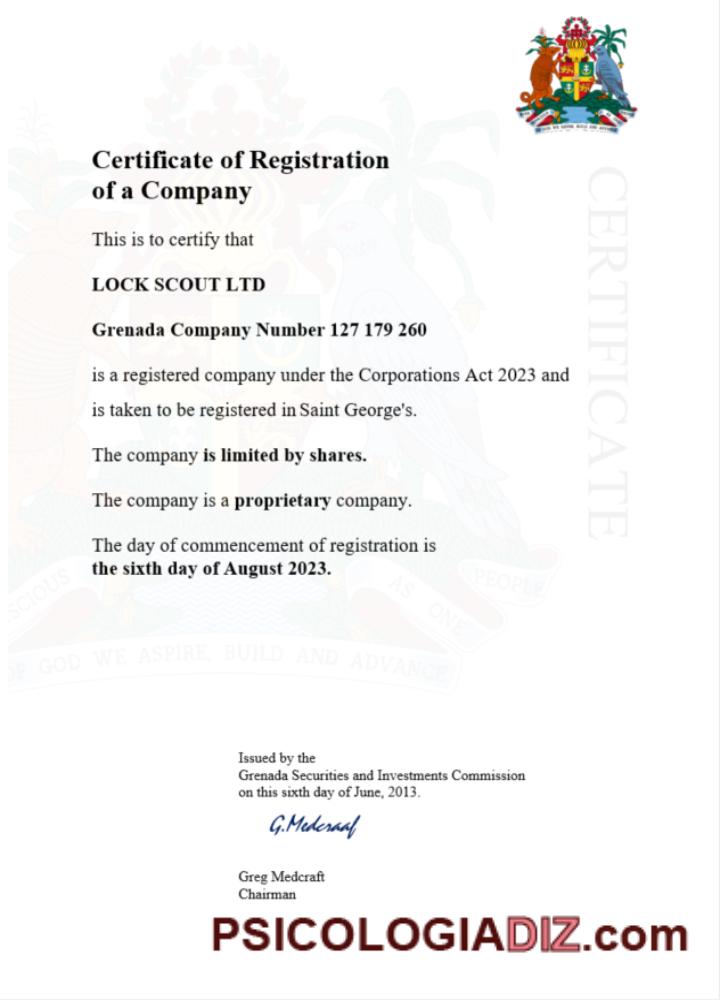 Certificate of Registration
of a Company
This is to certify that
LOCK SCOUT LTD
Grenada Company Number 127 179 260
is a registered company under the Corporations Act 2023 and
is taken to be registered in Saint George's.
The company is limited by shares.
The company is a proprietary company.
The day of commencement of registration is
the sixth day of August 2023.
CERTIFICATE
SCIOUS
AS ONE
PEOPLE
OF GOD WE ASPIRE, BUILD AND ADVANCE
Issued by the
Grenada Securities and Investments Commission
on this sixth day of June, 2013.
G.Medcraaf
Greg Medcraft
Chairman
PSICOLOGIADIZ.com